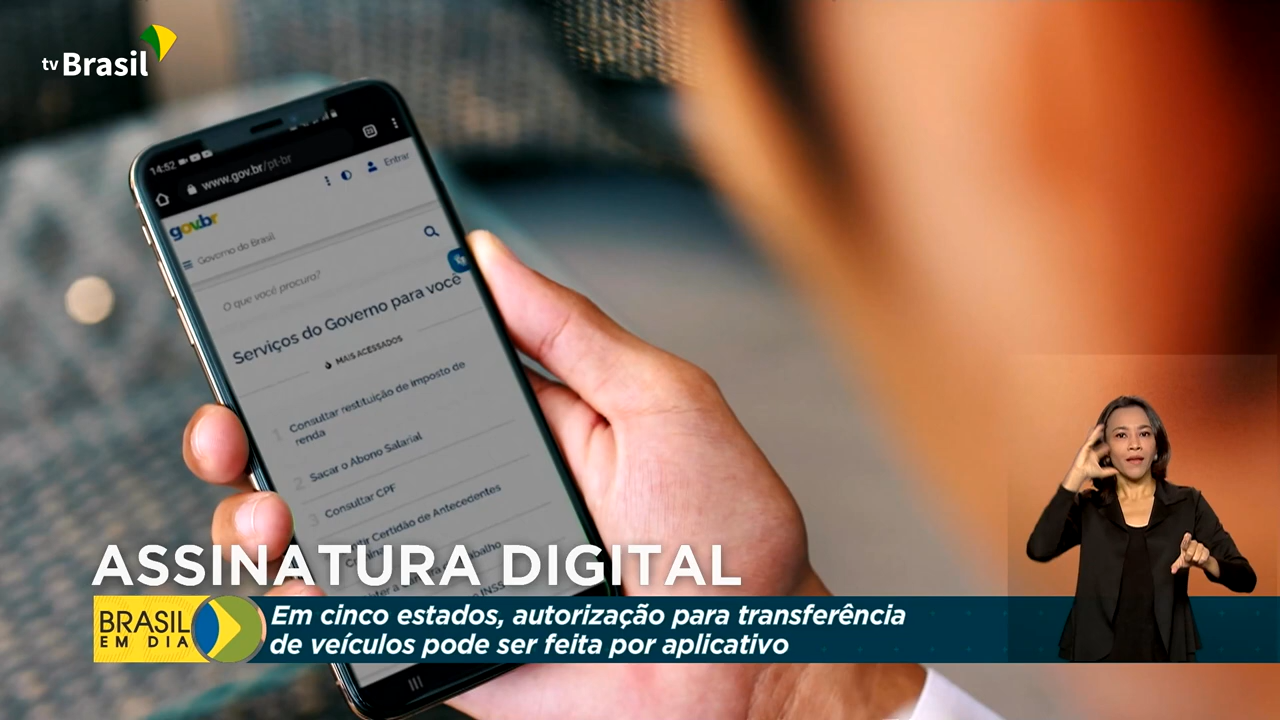 tv Brasil
14:52
www.gov.br/pt-br
22
Entrar
gov.br
Governo do Brasil
O que você procura?
Serviços do Governo para você
MAIS ACESSADOS
1 Consultar restituição de imposto de
renda
2 Sacar o Abono Salarial
3 Consultar CPF
Certidão de Antecedentes
INSS
ASSINATURA DIGITAL
BRASIL
EM DIA
Em cinco estados, autorização para transferência
de veículos pode ser feita por aplicativo